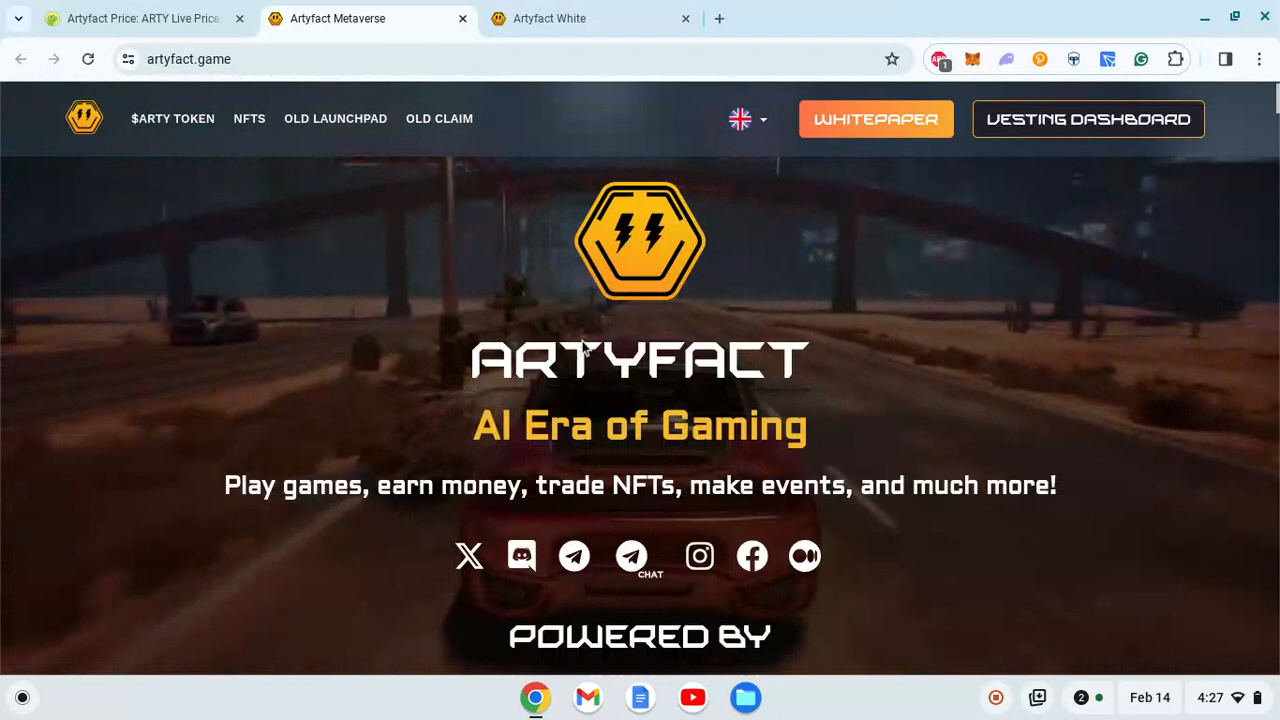 Artyfact Price: ARTY Live Price
Artyfact Metaverse
Artyfact White
artyfact.game
1
$ARTY TOKEN
NFTS
OLD LAUNCHPAD
OLD CLAIM
WHITEPAPER
VESTING DASHBOARD
ARTYFACT
AI Era of Gaming
Play games, earn money, trade NFTs, make events, and much more!
CHAT
POWERED BY
2
Feb 14
4:27